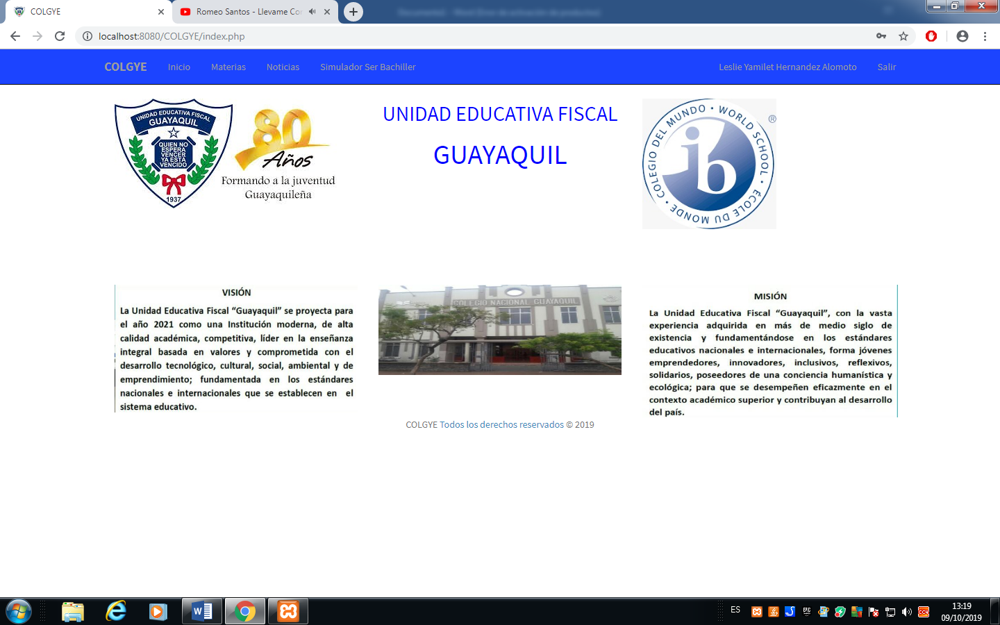 COLGYE
Romeo Santos - Llevame Co
localhost:8080/COLGYE/index.php
COLGYE Inicio Materias Noticias Simulador Ser Bachiller Leslie Yamilet Hernandez Alomoto Salir
UNIDAD EDUCATIVA FISCAL
GUAYAQUIL
QUIEN NO
ESPERA
VENCER
YA ESTA
VENCIDO
1937
80
Años
Formando a la juventud
Guayaquileña
UNIDAD EDUCATIVA FISCAL
GUAYAQUIL
COLEGIO DEL MUNDO • WORLD SCHOOL • ÉCOLE DU MONDE •
ib
®
VISIÓN
La Unidad Educativa Fiscal “Guayaquil” se proyecta para
el año 2021 como una Institución moderna, de alta
calidad académica, competitiva, líder en la enseñanza
integral basada en valores y comprometida con el
desarrollo tecnológico, cultural, social, ambiental y de
emprendimiento; fundamentada en los estándares
nacionales e internacionales que se establecen en el
sistema educativo.
COLEGIO NACIONAL GUAYAQUIL
MISIÓN
La Unidad Educativa Fiscal “Guayaquil”, con la vasta
experiencia adquirida en más de medio siglo de
existencia y fundamentándose en los estándares
educativos nacionales e internacionales, forma jóvenes
emprendedores, innovadores, inclusivos, reflexivos,
solidarios, poseedores de una conciencia humanística y
ecológica; para que se desempeñen eficazmente en el
contexto académico superior y contribuyan al desarrollo
del país.
COLGYE Todos los derechos reservados © 2019
ES
13:19
09/10/2019